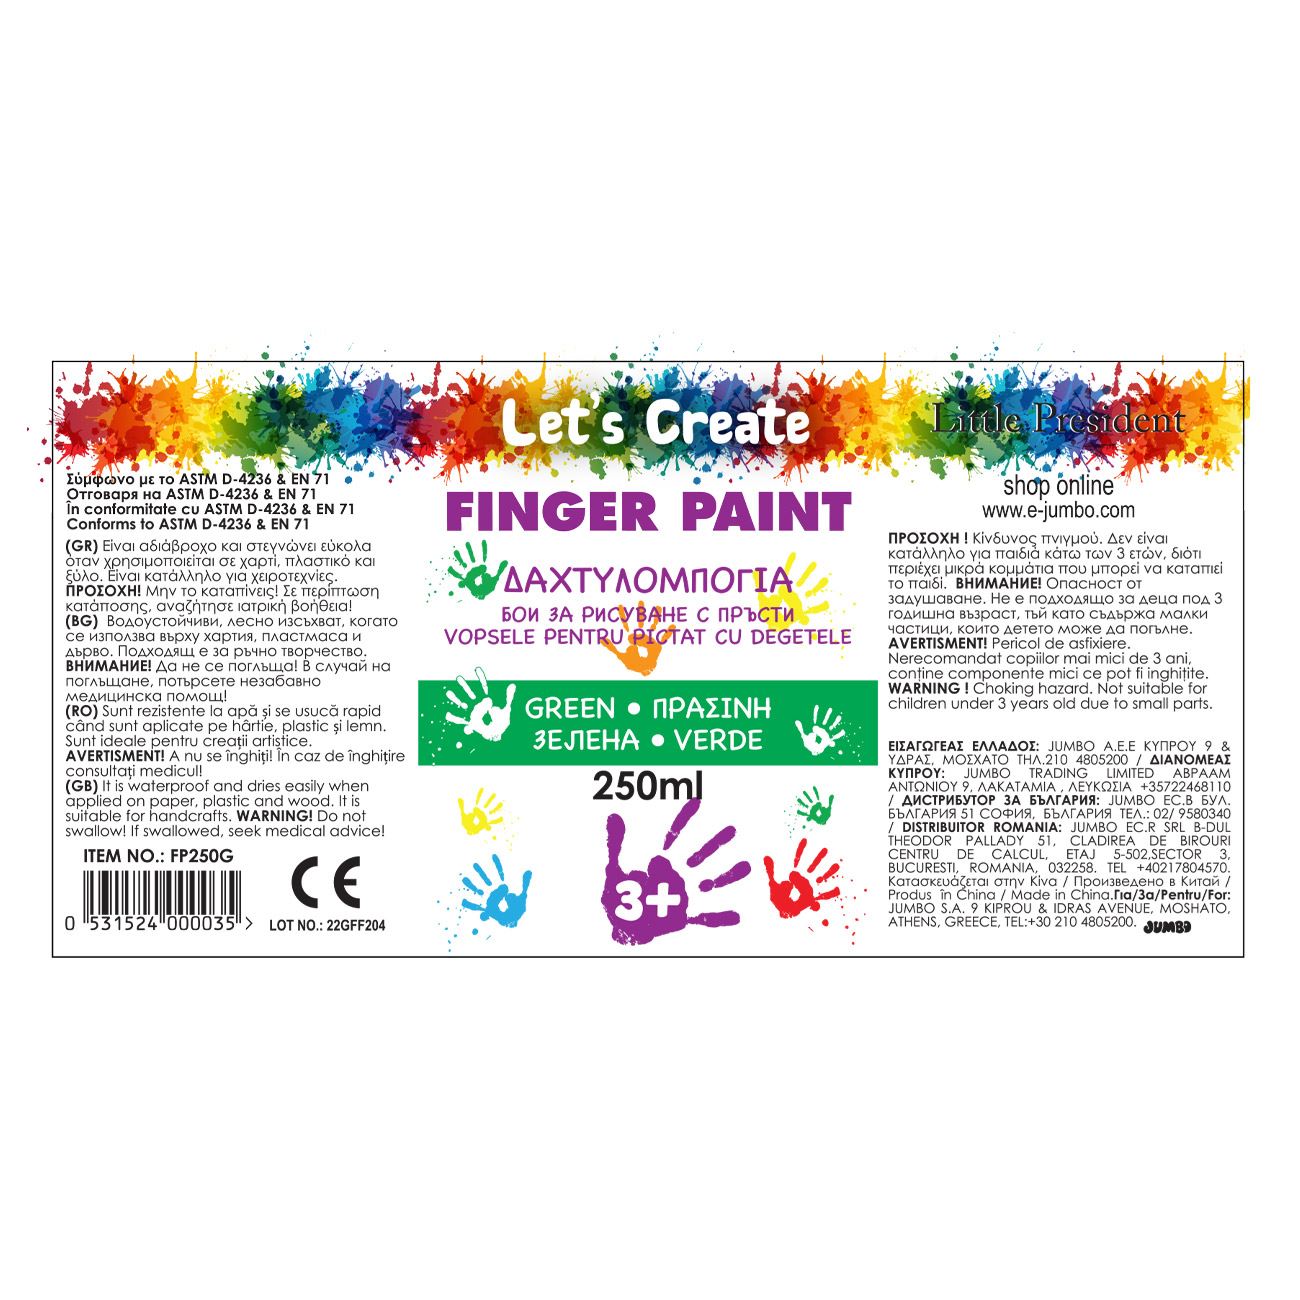 Let's Create
Little President
Σύμφωνο με το ASTM D-4236 & EN 71
Отговаря на ASTM D-4236 & EN 71
În conformitate cu ASTM D-4236 & EN 71
Conforms to ASTM D-4236 & EN 71
(GR) Είναι αδιάβροχο και στεγνώνει εύκολα
όταν χρησιμοποιείται σε χαρτί, πλαστικό και
ξύλο. Είναι κατάλληλο για χειροτεχνίες.
ΠΡΟΣΟΧΗ! Μην το καταπίνεις! Σε περίπτωση
κατάποσης, αναζήτησε ιατρική βοήθεια!
(BG) Водоустойчиви, лесно изсъхват, когато
се използва върху хартия, пластмаса и
дърво. Подходящ е за ръчно творчество.
ВНИМАНИЕ! Да не се поглъща! В случай на
поглъщане, потърсете незабавно
медицинска помощ!
(RO) Sunt rezistente la apă și se usucă rapid
când sunt aplicate pe hârtie, plastic și lemn.
Sunt ideale pentru creații artistice.
AVERTISMENT! A nu se înghiți! În caz de înghițire
consultați medicul!
(GB) It is waterproof and dries easily when
applied on paper, plastic and wood. It is
suitable for handcrafts. WARNING! Do not
swallow! If swallowed, seek medical advice!
ITEM NO.: FP250G
0 531524 000035 >
CE
LOT NO.: 22GFF204
FINGER PAINT
ΔΑΧΤΥΛΟΜΠΟΓΙΑ
БОИ ЗА РИСУВАНЕ С ПРЪСТИ
VOPSELE PENTRU PICTAT CU DEGETELE
GREEN • ΠΡΑΣΙΝΗ
ЗЕЛЕНА • VERDE
250ml
3+
shop online
www.e-jumbo.com
ΠΡΟΣΟΧΗ ! Κίνδυνος πνιγμού. Δεν είναι
κατάλληλο για παιδιά κάτω των 3 ετών, διότι
περιέχει μικρά κομμάτια που μπορεί να καταπιεί
το παιδί. ВНИМАНИЕ! Опасност от
задушаване. Не е подходящо за деца под 3
годишна възраст, тъй като съдържа малки
частици, които детето може да погълне.
AVERTISMENT! Pericol de asfixiere.
Nerecomandat copiilor mai mici de 3 ani,
conține componente mici ce pot fi inghițite.
WARNING ! Choking hazard. Not suitable for
children under 3 years old due to small parts.
ΕΙΣΑΓΩΓΕΑΣ ΕΛΛΑΔΟΣ: JUMBO A.E.E ΚΥΠΡΟΥ 9 &
ΥΔΡΑΣ, ΜΟΣΧΑΤΟ ΤΗΛ.210 4805200 / ΔΙΑΝΟΜΕΑΣ
ΚΥΠΡΟΥ: JUMBO TRADING LIMITED ΑΒΡΑΑΜ
ΑΝΤΩΝΙΟΥ 9, ΛΑΚΑΤΑΜΙΑ , ΛΕΥΚΩΣΙΑ +35722468110
/ ДИСТРИБУТОР ЗА БЪЛГАРИЯ: JUMBO EC.B БУЛ.
БЪЛГАРИЯ 51 СОФИЯ, БЪЛГАРИЯ ТЕЛ.: 02/ 9580340
/ DISTRIBUITOR ROMANIA: JUMBO EC.R SRL B-DUL
THEODOR PALLADY 51, CLADIREA DE BIROURI
CENTRU DE CALCUL, ETAJ 5-502,SECTOR 3,
BUCURESTI, ROMANIA, 032258. TEL +40217804570.
Κατασκευάζεται στην Κίνα / Произведено в Китай /
Produs în China / Made in China.Για/За/Pentru/For:
JUMBO S.A. 9 KIPROU & IDRAS AVENUE, MOSHATO,
ATHENS, GREECE, TEL:+30 210 4805200. JUMBO